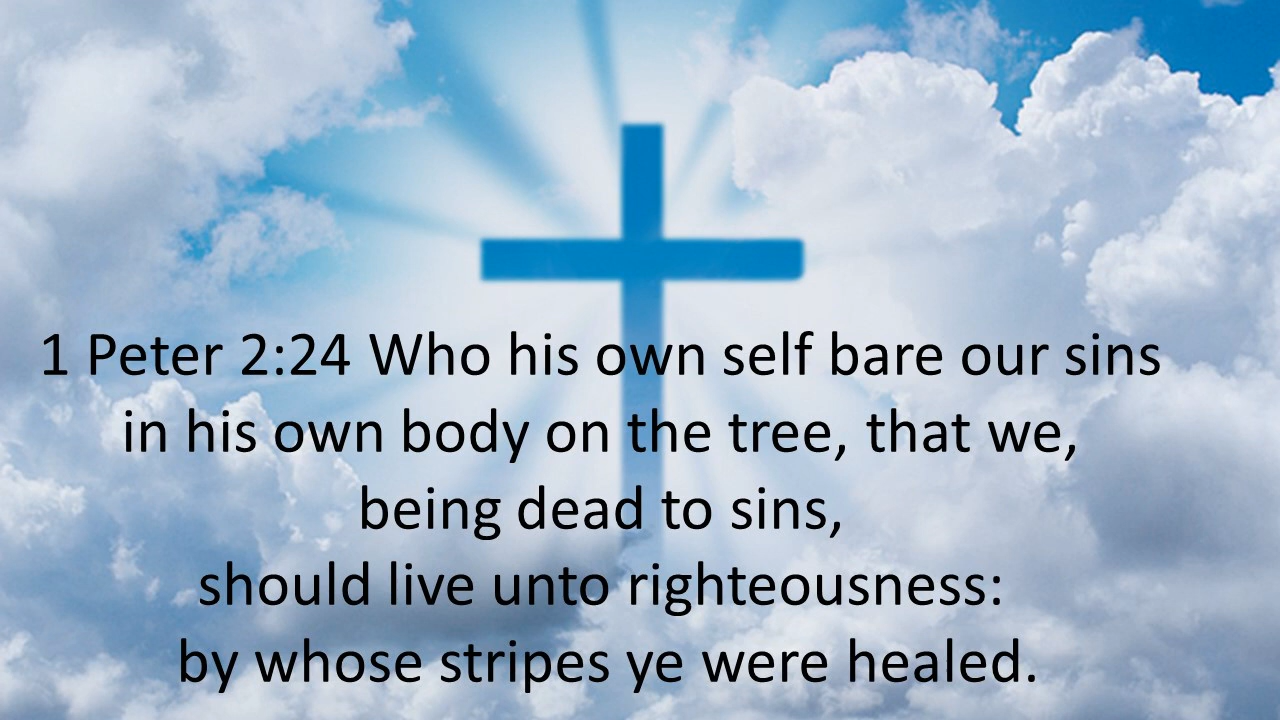 1 Peter 2:24 Who his own self bare our sins
in his own body on the tree, that we,
being dead to sins,
should live unto righteousness:
by whose stripes ye were healed.